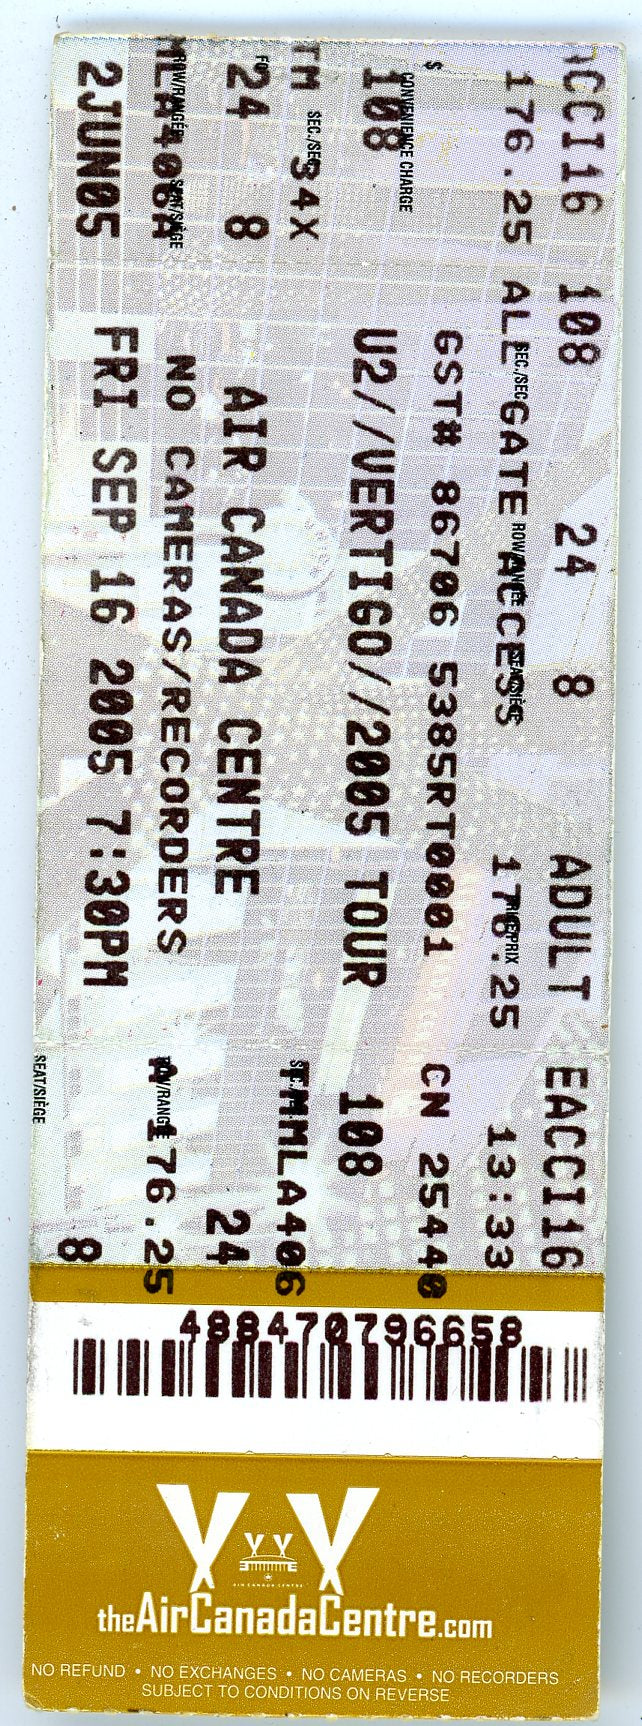 ACCI16 108 24 8 ADULT EACCI16
176.25 ALL GATE ACCESS 176.25 13:33
SEC./SEC. ROW/RANGÉE SEAT/SIÈGE PRICE/PRIX
$
CONVENIENCE CHARGE
GST# 86706 5385RT0001 CN 25440
108 U2//VERTIGO//2005 TOUR 108
SEC./SEC.
TM 34X TMMLA406
24 8 AIR CANADA CENTRE 24
ROW/RANGÉE SEAT/SIÈGE
MLA406A NO CAMERAS/RECORDERS A 176.25
ROW/RANGÉE
2JUN05 FRI SEP 16 2005 7:30PM 8
SEAT/SIÈGE
488470796658
AIR CANADA CENTRE
theAirCanadaCentre.com
NO REFUND • NO EXCHANGES • NO CAMERAS • NO RECORDERS
SUBJECT TO CONDITIONS ON REVERSE